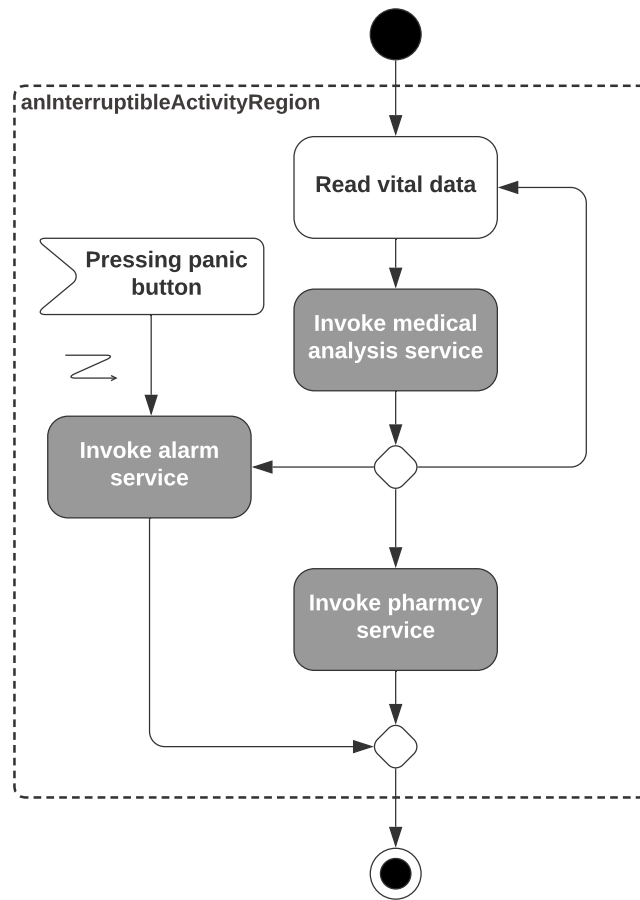 anInterruptibleActivityRegion
Read vital data
Pressing panic
button
Invoke medical
analysis service
Invoke alarm
service
Invoke pharmcy
service